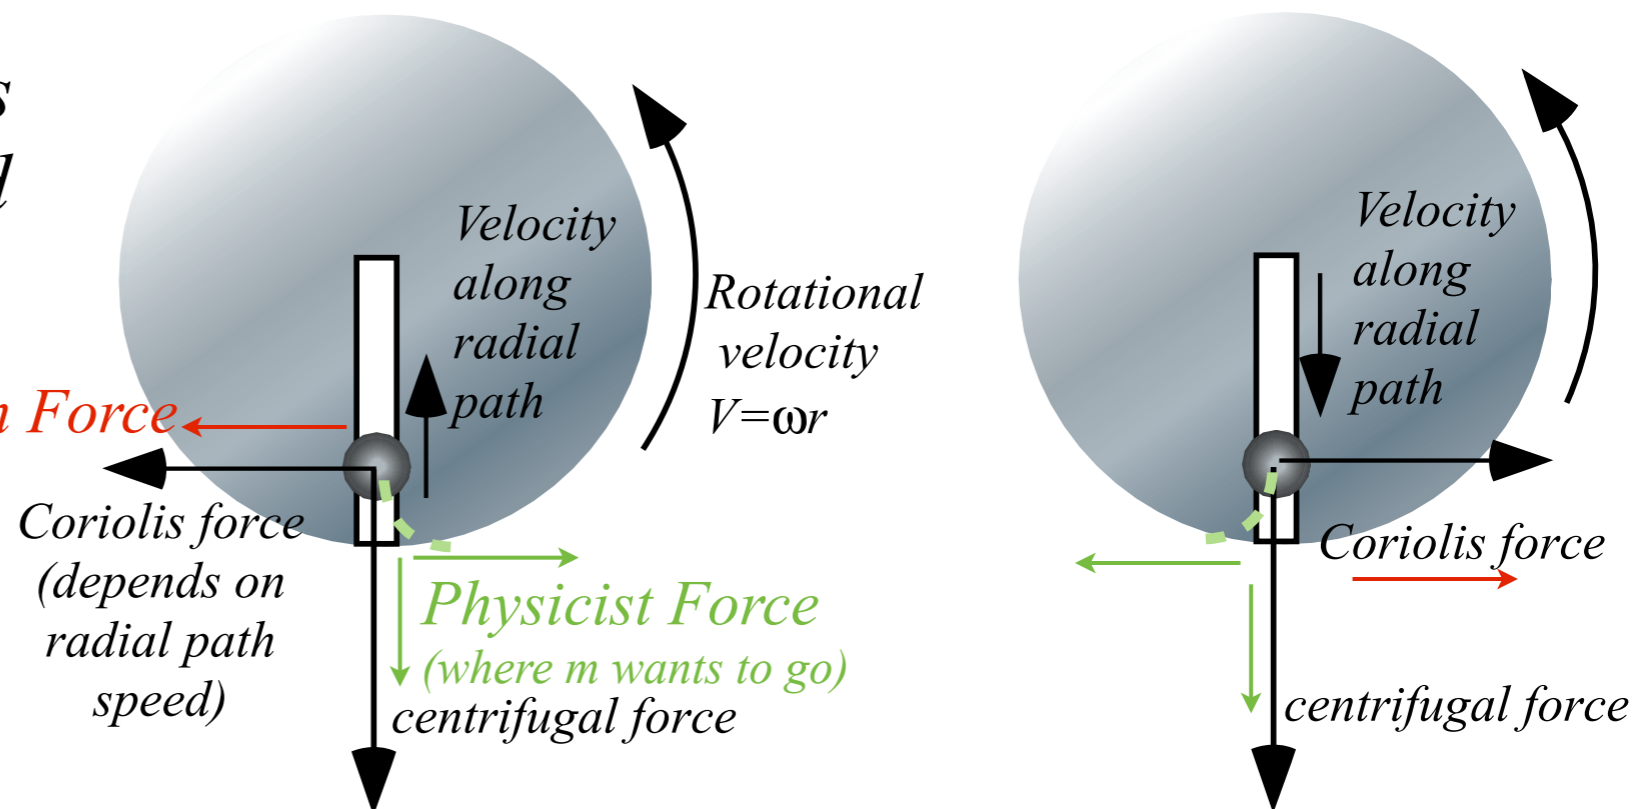 Force
Velocity
along
radial
path
Rotational
velocity
V=ωr
Coriolis force
(depends on
radial path
speed)
Physicist Force
(where m wants to go)
centrifugal force
Velocity
along
radial
path
Coriolis force
centrifugal force